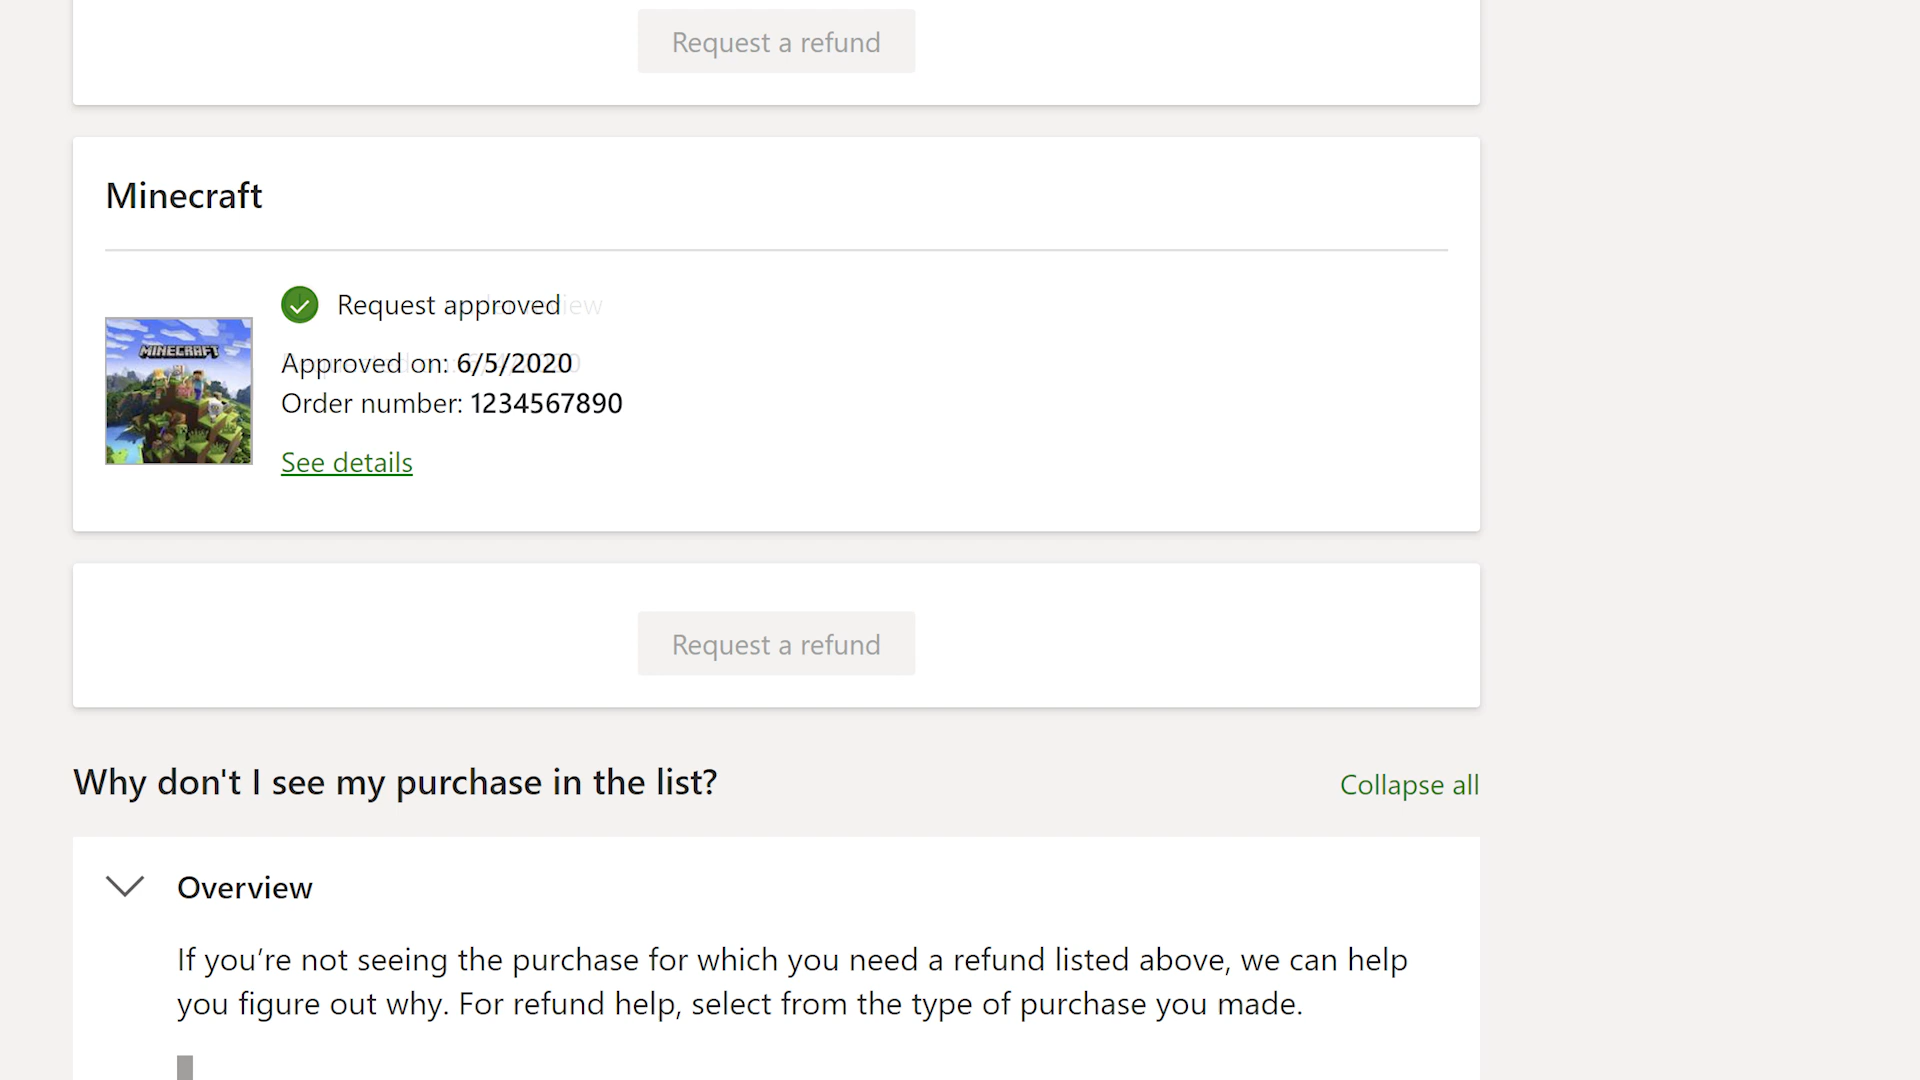 Request a refund
Minecraft
Request approved
Approved on: 6/5/2020
MINECRAFT
Order number: 1234567890
See details
Request a refund
Why don't I see my purchase in the list?
Collapse all
Overview
If you’re not seeing the purchase for which you need a refund listed above, we can help
you figure out why. For refund help, select from the type of purchase you made.